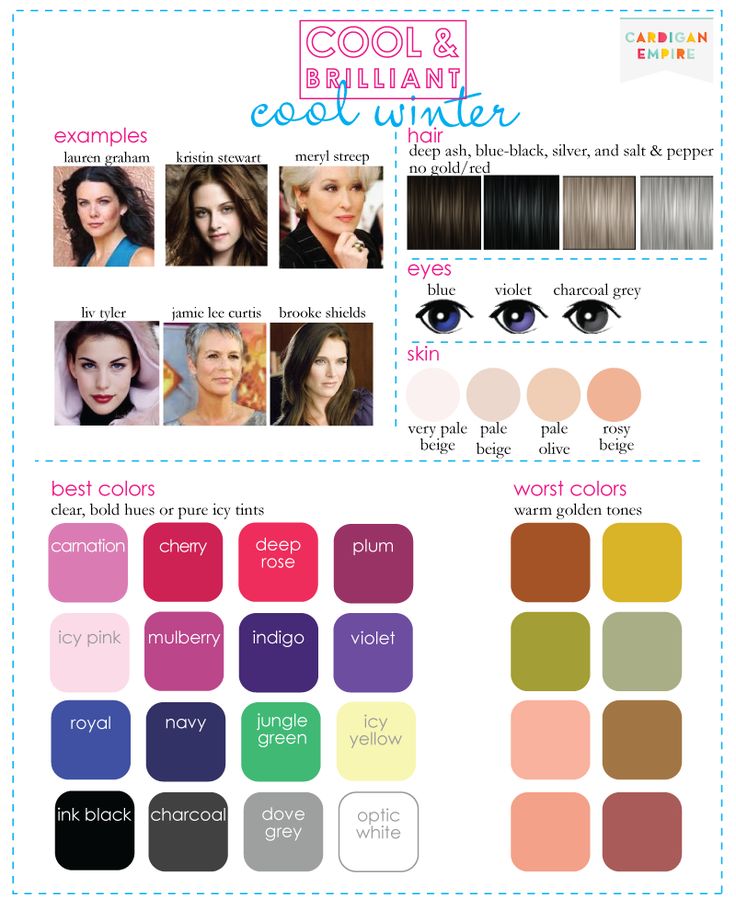 COOL &
BRILLIANT
cool winter
CARDIGAN
EMPIRE
examples
lauren graham
kristin stewart
meryl streep
liv tyler
jamie lee curtis
brooke shields
hair
deep ash, blue-black, silver, and salt & pepper
no gold/red
eyes
blue
violet
charcoal grey
skin
very pale
beige
pale
beige
pale
olive
rosy
beige
best colors
clear, bold hues or pure icy tints
carnation
cherry
deep
rose
plum
icy pink
mulberry
indigo
violet
royal
navy
jungle
green
icy
yellow
ink black
charcoal
dove
grey
optic
white
worst colors
warm golden tones